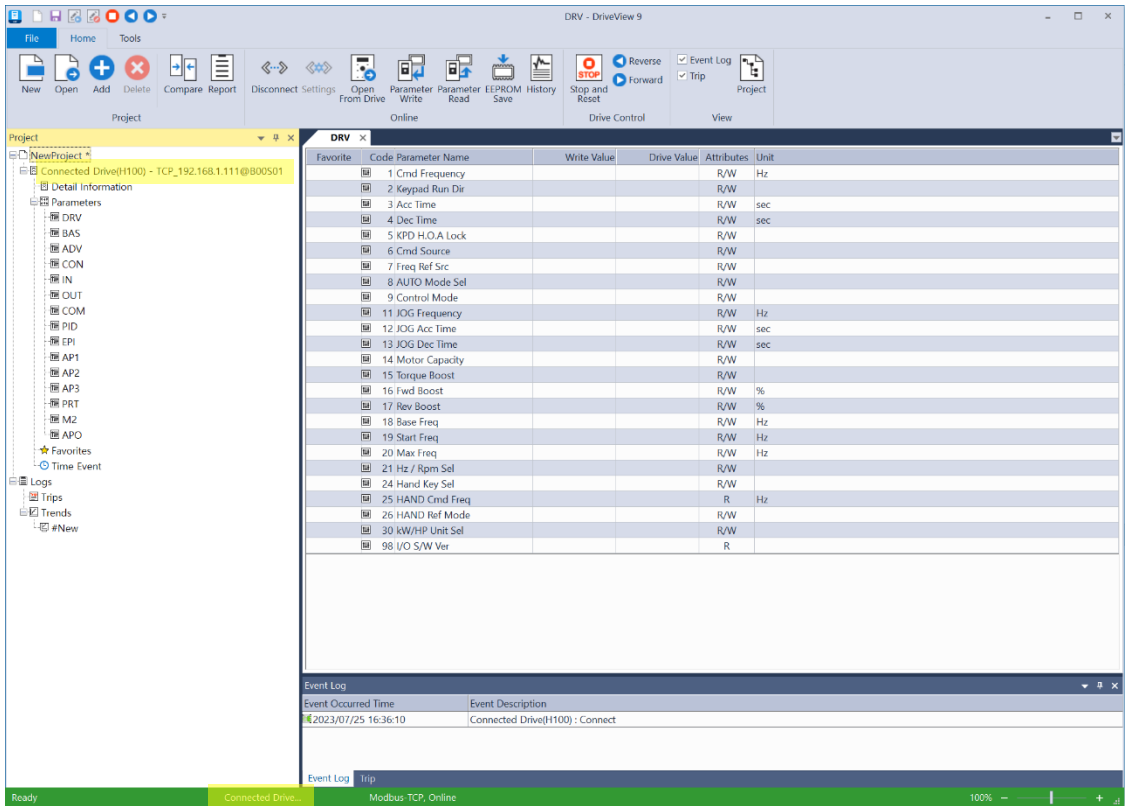 DRV - DriveView 9
File Home Tools
New Open Add Delete Compare Report Disconnect Settings Open From Drive Parameter Write Parameter Read EEPROM Save History STOP Stop and Reset Reverse Forward Event Log Trip Project
Project Online Drive Control View
Project
NewProject *
Connected Drive(H100) - TCP_192.168.1.111@B00S01
Detail Information
Parameters
DRV
BAS
ADV
CON
IN
OUT
COM
PID
EPI
AP1
AP2
AP3
PRT
M2
APO
Favorites
Time Event
Logs
Trips
Trends
#New
DRV
Favorite Code Parameter Name Write Value Drive Value Attributes Unit
1 Cmd Frequency R/W Hz
2 Keypad Run Dir R/W
3 Acc Time R/W sec
4 Dec Time R/W sec
5 KPD H.O.A Lock R/W
6 Cmd Source R/W
7 Freq Ref Src R/W
8 AUTO Mode Sel R/W
9 Control Mode R/W
11 JOG Frequency R/W Hz
12 JOG Acc Time R/W sec
13 JOG Dec Time R/W sec
14 Motor Capacity R/W
15 Torque Boost R/W
16 Fwd Boost R/W %
17 Rev Boost R/W %
18 Base Freq R/W Hz
19 Start Freq R/W Hz
20 Max Freq R/W Hz
21 Hz / Rpm Sel R/W
24 Hand Key Sel R/W
25 HAND Cmd Freq R Hz
26 HAND Ref Mode R/W
30 kW/HP Unit Sel R/W
98 I/O S/W Ver R
Event Log
Event Occurred Time Event Description
2023/07/25 16:36:10 Connected Drive(H100) : Connect
Event Log Trip
Ready Connected Drive... Modbus-TCP, Online 100%